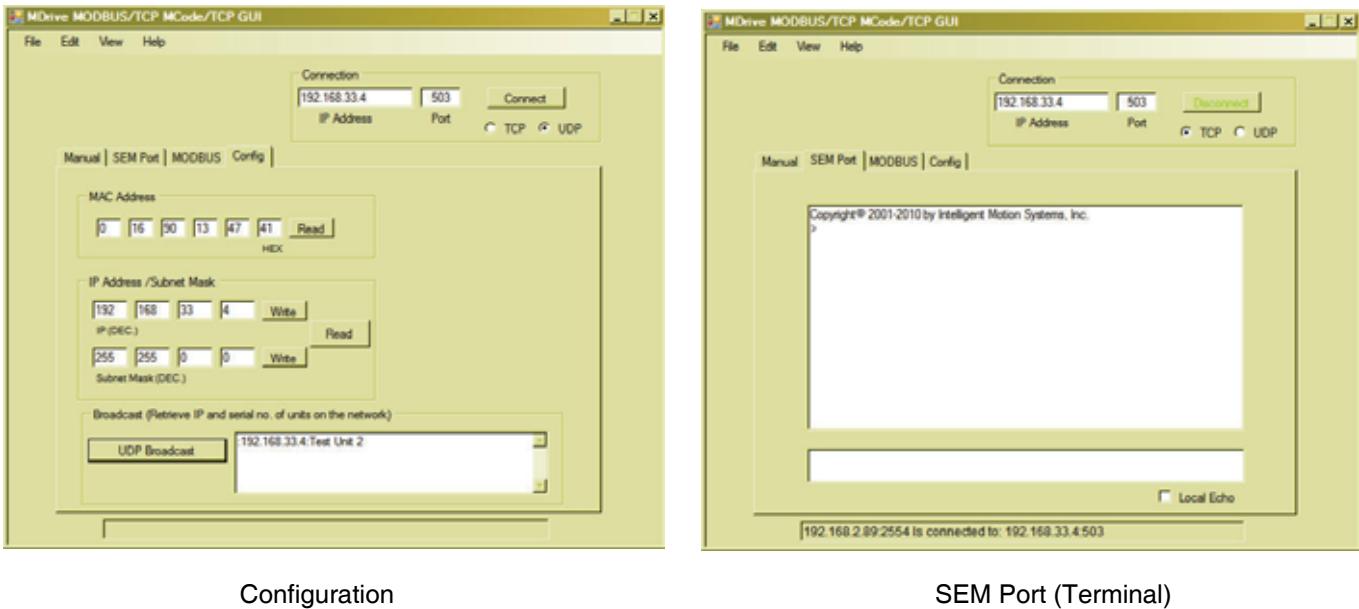 MDrive MODBUS/TCP MCode/TCP GUI
File Edit View Help
Connection
192.168.33.4 503 Connect
IP Address Port TCP UDP
Manual SEM Port MODBUS Config
MAC Address
0 16 90 13 47 41 Read
HEX
IP Address /Subnet Mask
192 168 33 4 Write
IP (DEC.)
Read
255 255 0 0 Write
Subnet Mask (DEC.)
Broadcast (Retrieve IP and serial no. of units on the network)
UDP Broadcast :192.168.33.4:Test Unit 2
Configuration
MDrive MODBUS/TCP MCode/TCP GUI
File Edit View Help
Connection
192.168.33.4 503 Disconnect
IP Address Port TCP UDP
Manual SEM Port MODBUS Config
Copyright® 2001-2010 by Intelligent Motion Systems, Inc.
>
Local Echo
192.168.2.89:2554 is connected to: 192.168.33.4:503
SEM Port (Terminal)